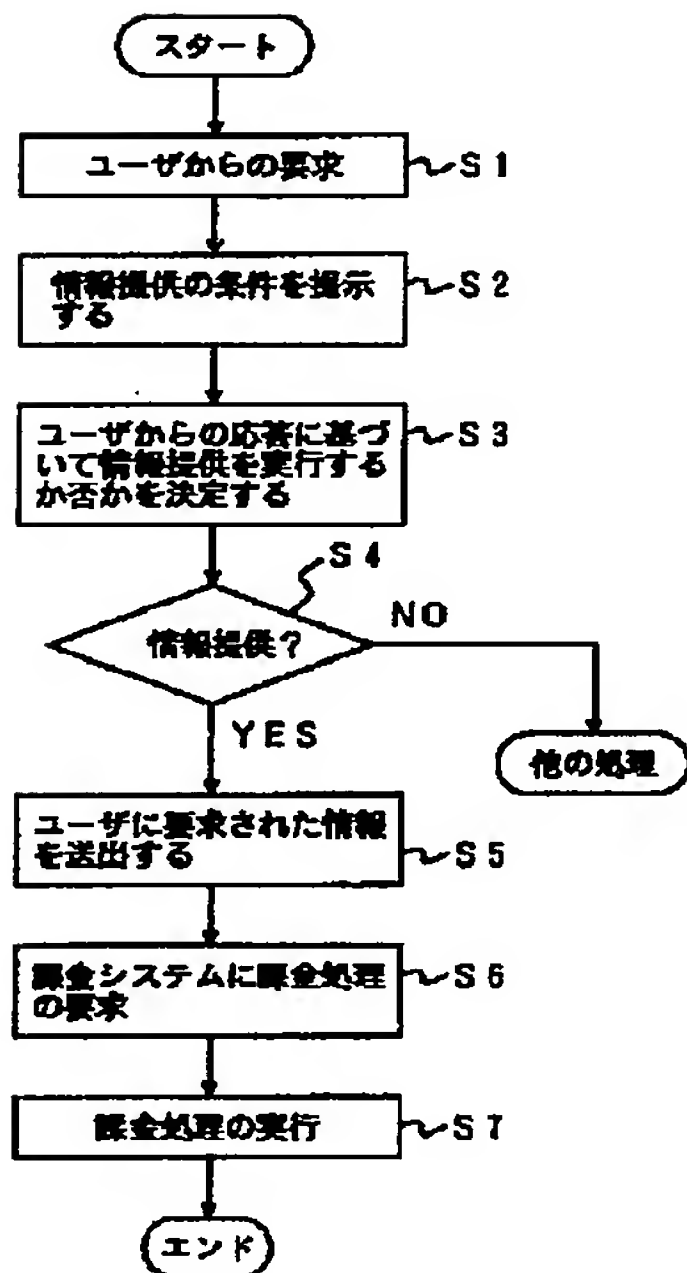 スタート
ユーザからの要求
S1
情報提供の条件を提示
する
S2
ユーザからの応答に基づ
いて情報提供を実行する
か否かを決定する
S3
S4
情報提供?
NO
YES
他の処理
ユーザに要求された情報
を送出する
S5
課金システムに課金処理
の要求
S6
課金処理の実行
S7
エンド